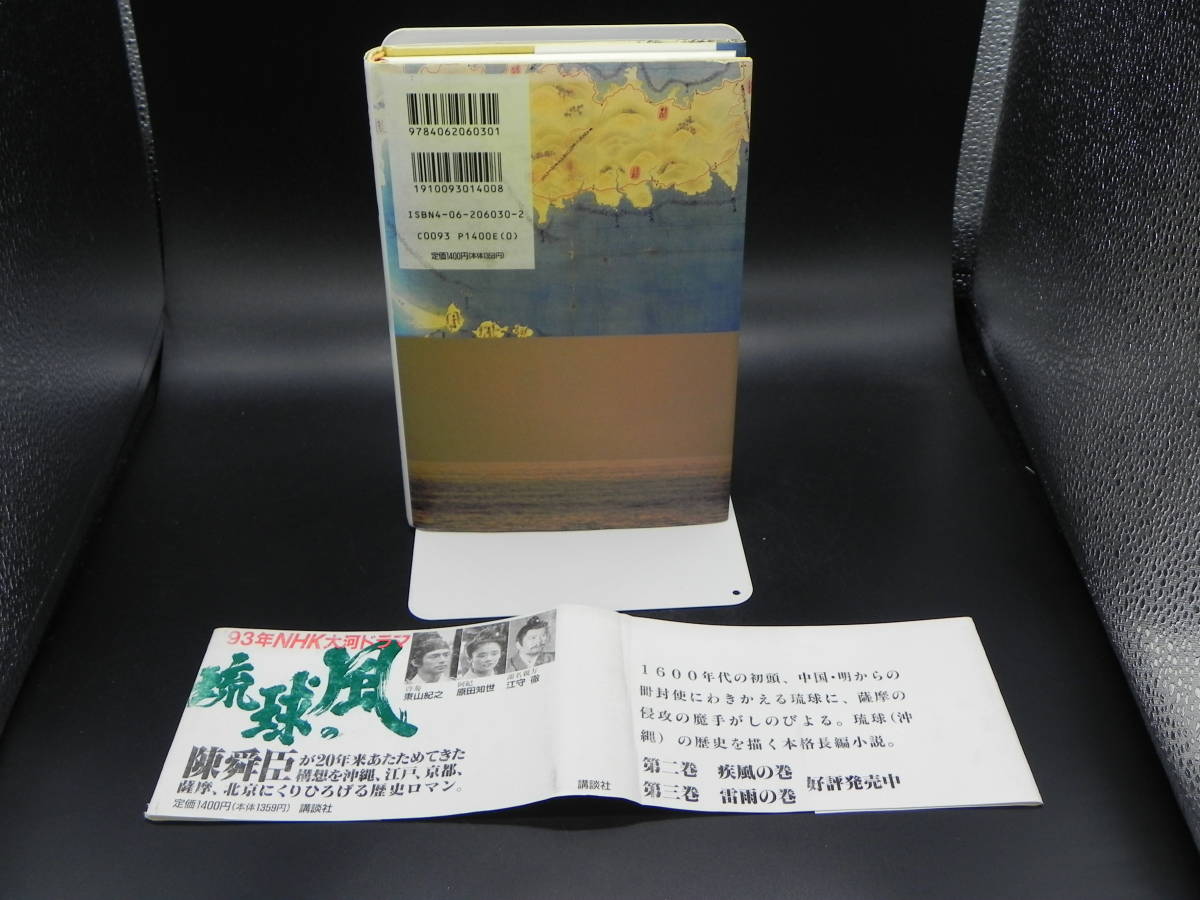 9784062060301
1910093014008
ISBN4-06-206030-2
C0093 P1400E(0)
定価1400円(本体1359円)
'93年NHK大河ドラマ
琉球の風
啓泰
東山紀之
阿紀
原田知世
謝名親方
江守 徹
陳舜臣が20年来あたためてきた
構想を沖縄、江戸、京都、
薩摩、北京にくりひろげる歴史ロマン。
定価1400円(本体1359円) 講談社
講談社
1600年代の初頭、中国・明からの
冊封使にわきかえる琉球に、薩摩の
侵攻の魔手がしのびよる。琉球(沖
縄)の歴史を描く本格長編小説。
第二巻 疾風の巻
第三巻 雷雨の巻
好評発売中